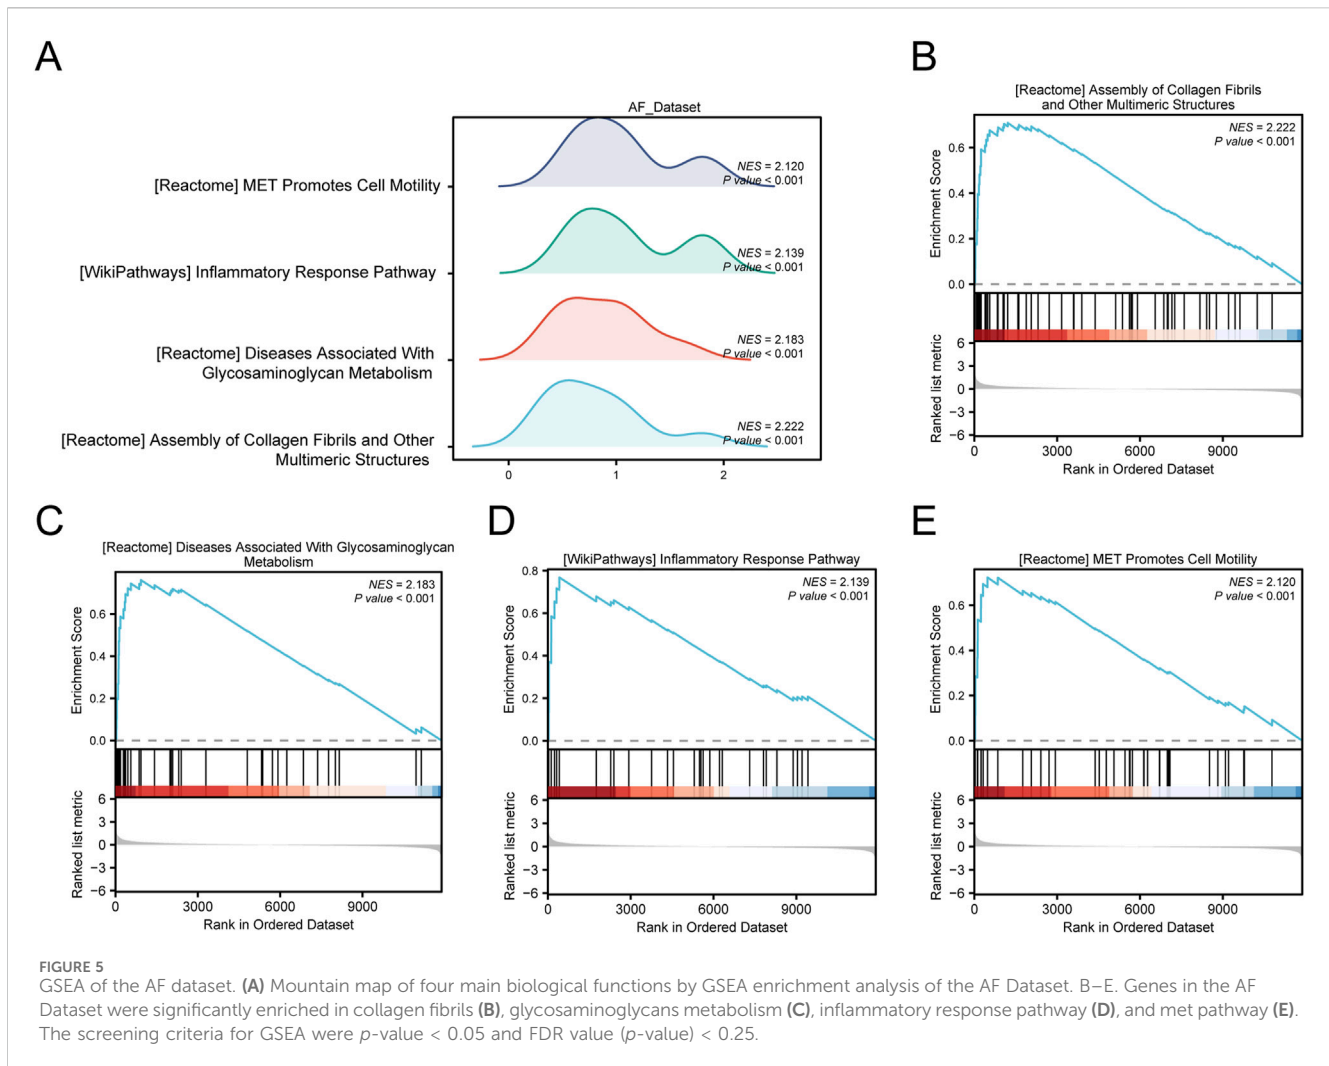 A
AF_Dataset
[Reactome] MET Promotes Cell Motility
NES = 2.120
P value < 0.001
[WikiPathways] Inflammatory Response Pathway
NES = 2.139
P value < 0.001
[Reactome] Diseases Associated With
Glycosaminoglycan Metabolism
NES = 2.183
P value < 0.001
[Reactome] Assembly of Collagen Fibrils and Other
Multimeric Structures
NES = 2.222
P value < 0.001
0 1 2
B
[Reactome] Assembly of Collagen Fibrils
and Other Multimeric Structures
NES = 2.222
P value < 0.001
Enrichment Score
0.6
0.4
0.2
0.0
Ranked list metric
6
3
0
−3
−6
0 3000 6000 9000
Rank in Ordered Dataset
C
[Reactome] Diseases Associated With Glycosaminoglycan
Metabolism
NES = 2.183
P value < 0.001
Enrichment Score
0.6
0.4
0.2
0.0
Ranked list metric
6
3
0
−3
−6
0 3000 6000 9000
Rank in Ordered Dataset
D
[WikiPathways] Inflammatory Response Pathway
NES = 2.139
P value < 0.001
Enrichment Score
0.8
0.6
0.4
0.2
0.0
Ranked list metric
6
3
0
−3
−6
0 3000 6000 9000
Rank in Ordered Dataset
E
[Reactome] MET Promotes Cell Motility
NES = 2.120
P value < 0.001
Enrichment Score
0.6
0.4
0.2
0.0
Ranked list metric
6
3
0
−3
−6
0 3000 6000 9000
Rank in Ordered Dataset
FIGURE 5
GSEA of the AF dataset. (A) Mountain map of four main biological functions by GSEA enrichment analysis of the AF Dataset. B–E. Genes in the AF
Dataset were significantly enriched in collagen fibrils (B), glycosaminoglycans metabolism (C), inflammatory response pathway (D), and met pathway (E).
The screening criteria for GSEA were p-value < 0.05 and FDR value (p-value) < 0.25.